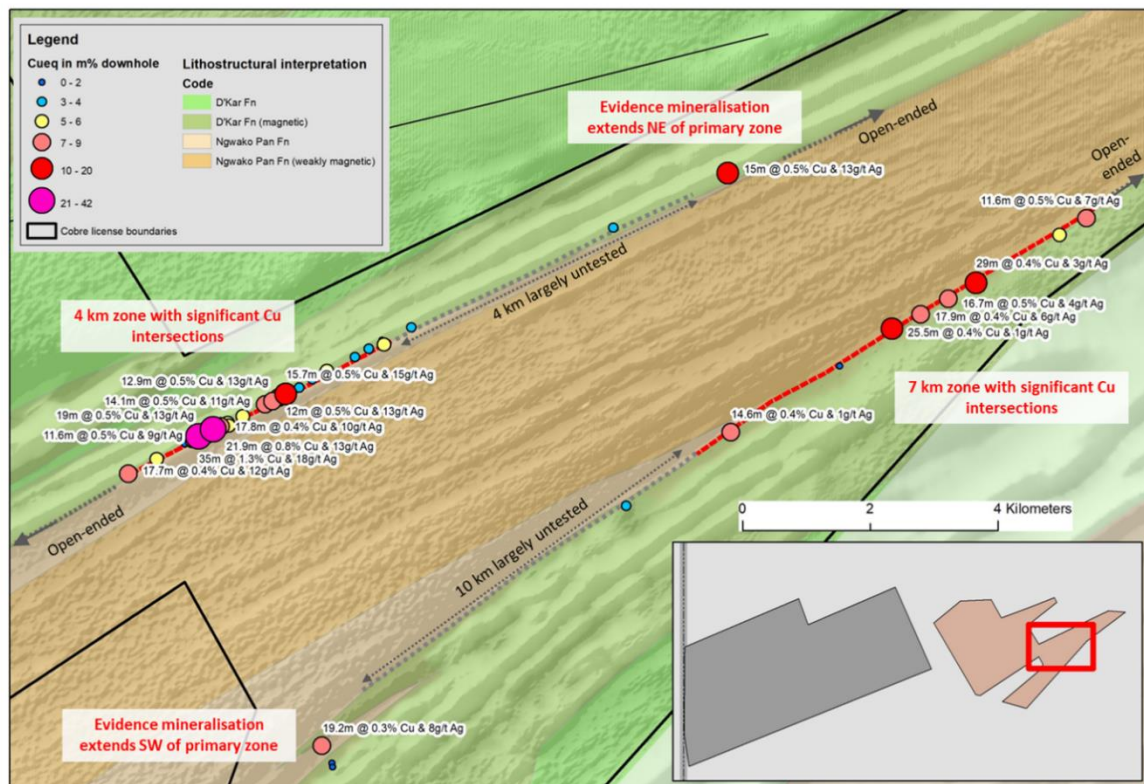 Legend
Cueq in m% downhole
0 - 2
3 - 4
5 - 6
7 - 9
10 - 20
21 - 42
Cobre license boundaries
Lithostructural interpretation
Code
D'Kar Fn
D'Kar Fn (magnetic)
Ngwako Pan Fn
Ngwako Pan Fn (weakly magnetic)
Evidence mineralisation
extends NE of primary zone
Open-ended
Open-
ended
15m @ 0.5% Cu & 13g/t Ag
11.6m @ 0.5% Cu & 7g/t Ag
4 km largely untested
29m @ 0.4% Cu & 3g/t Ag
16.7m @ 0.5% Cu & 4g/t Ag
17.9m @ 0.4% Cu & 6g/t Ag
25.5m @ 0.4% Cu & 1g/t Ag
4 km zone with significant Cu
intersections
7 km zone with significant Cu
intersections
15.7m @ 0.5% Cu & 15g/t Ag
12.9m @ 0.5% Cu & 13g/t Ag
14.1m @ 0.5% Cu & 11g/t Ag
12m @ 0.5% Cu & 13g/t Ag
19m @ 0.5% Cu & 13g/t Ag
17.8m @ 0.4% Cu & 10g/t Ag
11.6m @ 0.5% Cu & 9g/t Ag
21.9m @ 0.8% Cu & 13g/t Ag
35m @ 1.3% Cu & 18g/t Ag
17.7m @ 0.4% Cu & 12g/t Ag
14.6m @ 0.4% Cu & 1g/t Ag
Open-ended
10 km largely untested
0 2 4 Kilometers
Evidence mineralisation
extends SW of primary zone
19.2m @ 0.3% Cu & 8g/t Ag